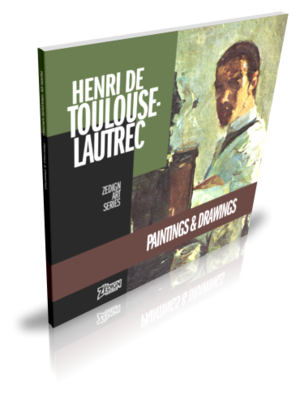 HENRI DE
TOULOUSE-
LAUTREC
ZEDIGN
ART
SERIES
PAINTINGS & DRAWINGS
ZEDIGN